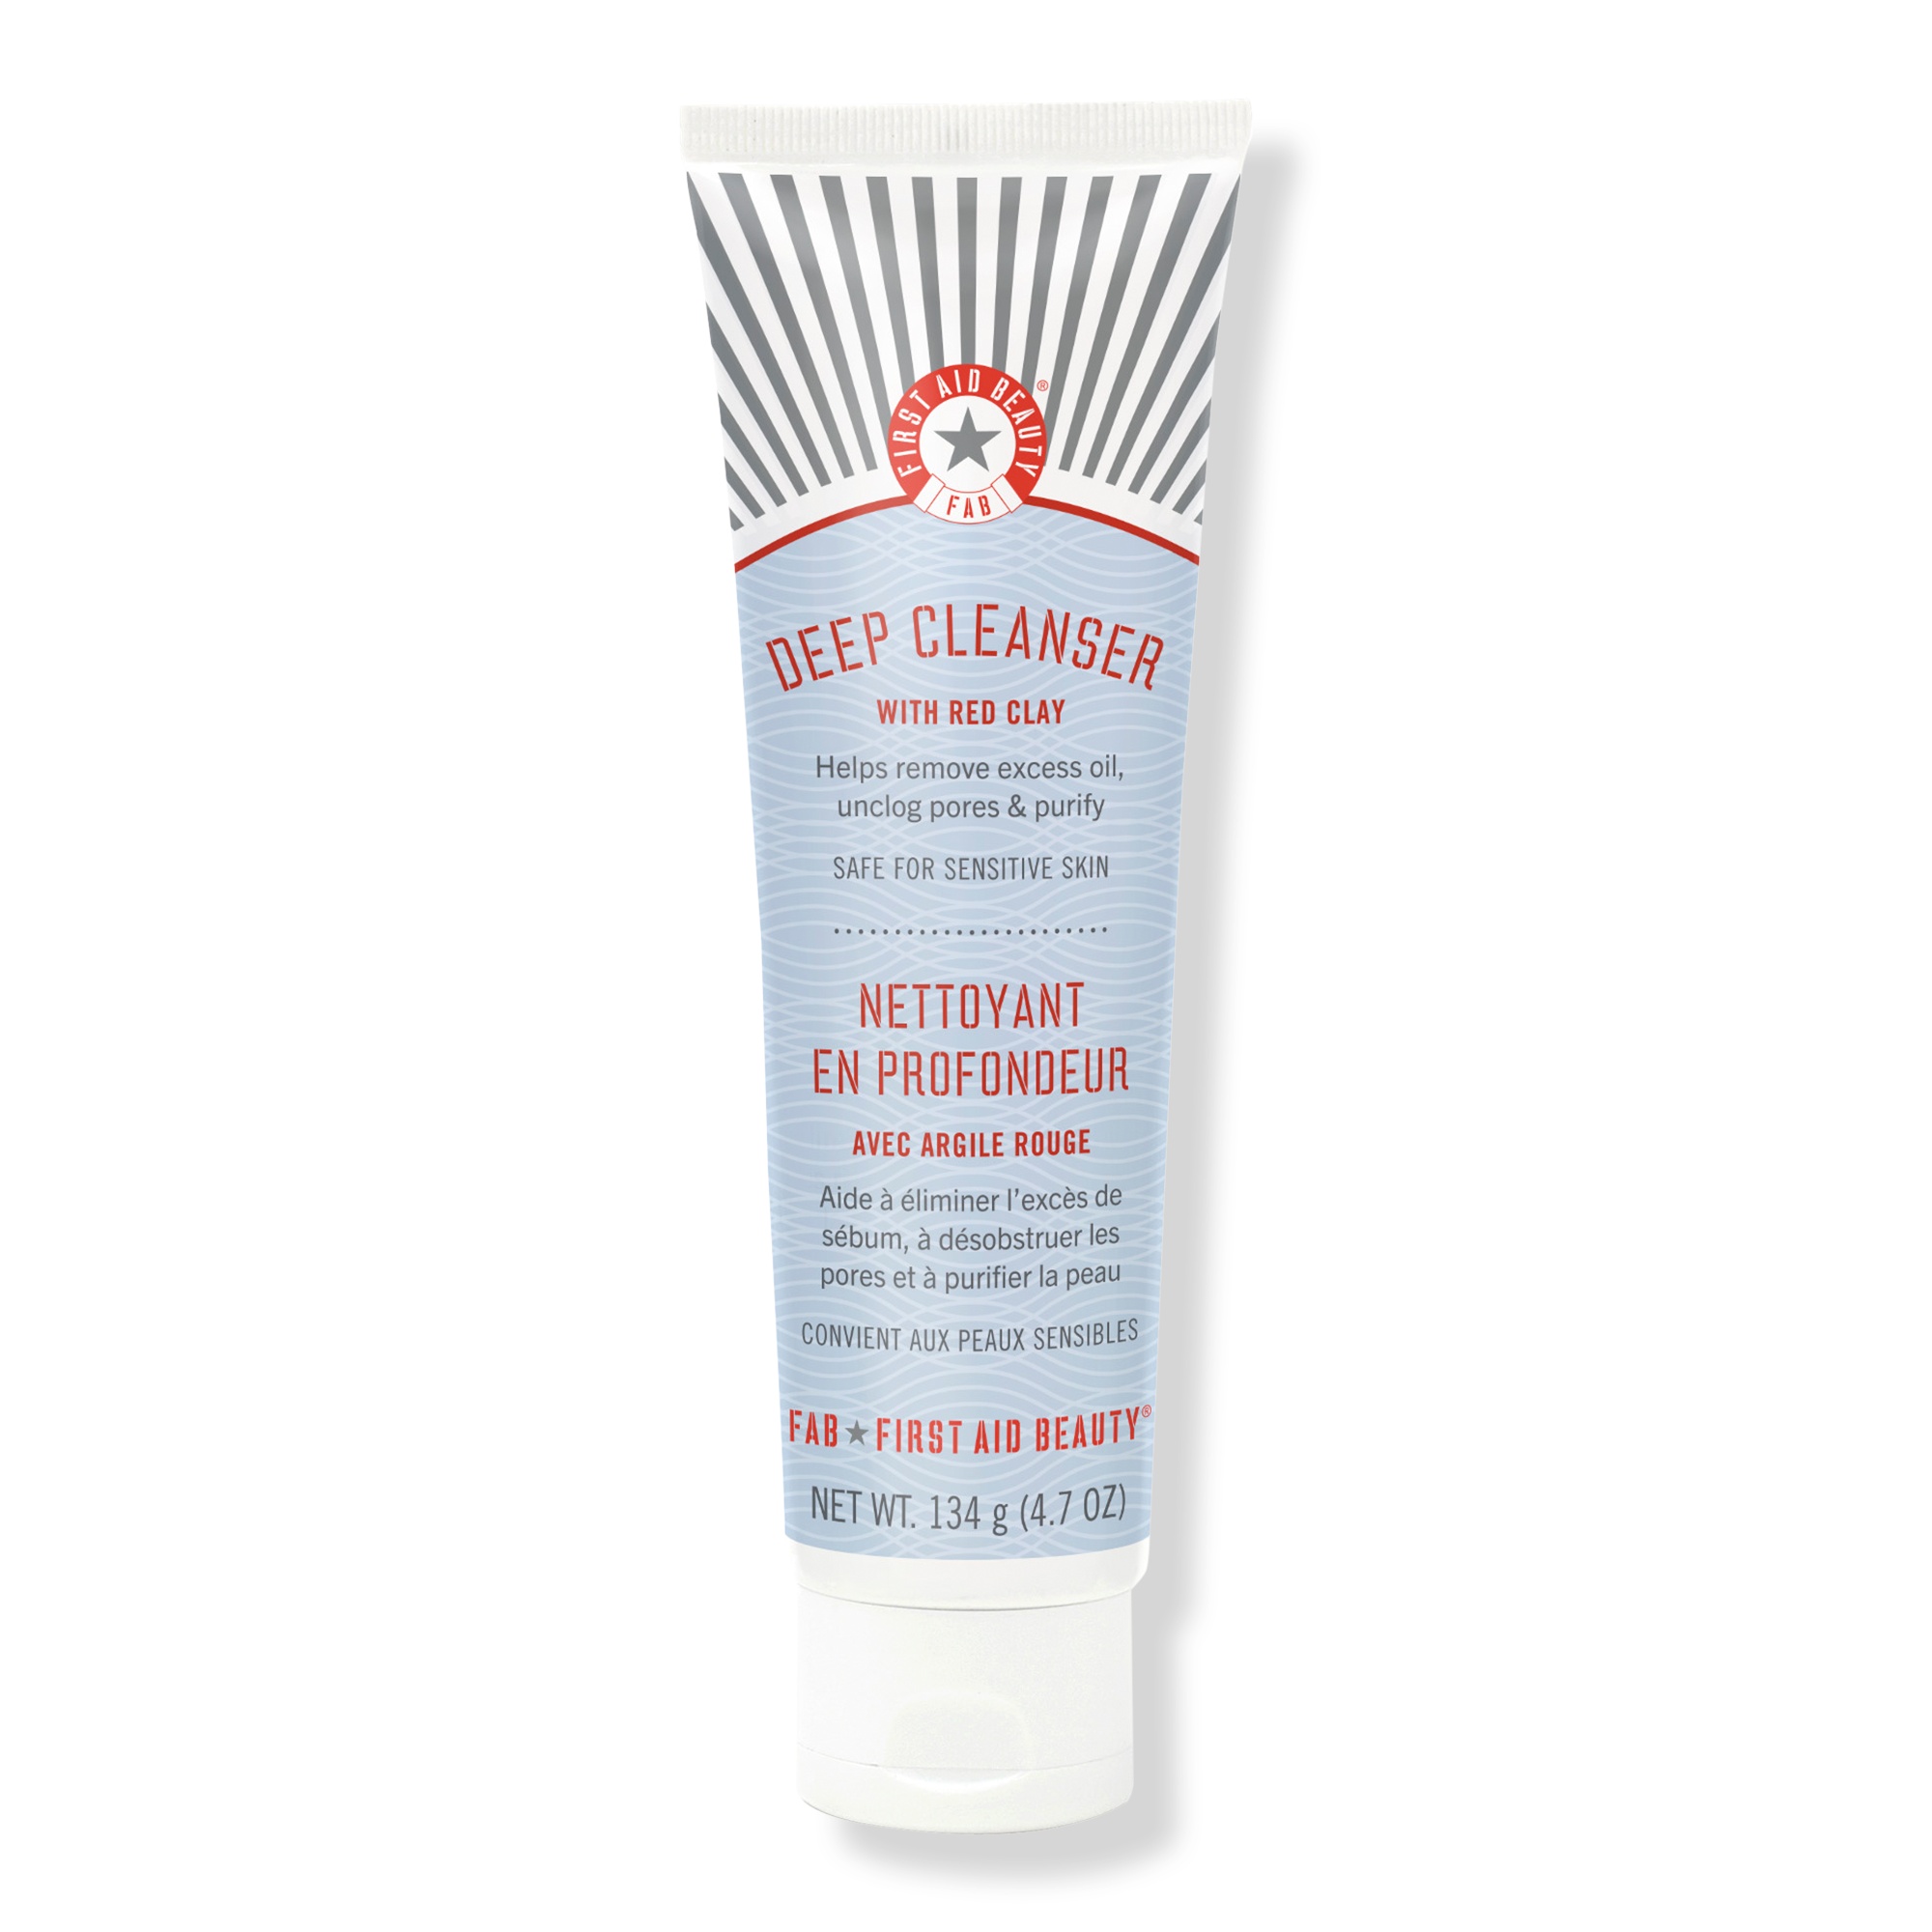 FIRST AID BEAUTY®
FAB
DEEP CLEANSER
WITH RED CLAY
Helps remove excess oil,
unclog pores & purify
SAFE FOR SENSITIVE SKIN
NETTOYANT
EN PROFONDEUR
AVEC ARGILE ROUGE
Aide à éliminer l’excès de
sébum, à désobstruer les
pores et à purifier la peau
CONVIENT AUX PEAUX SENSIBLES
FAB★FIRST AID BEAUTY®
NET WT. 134 g (4.7 OZ)